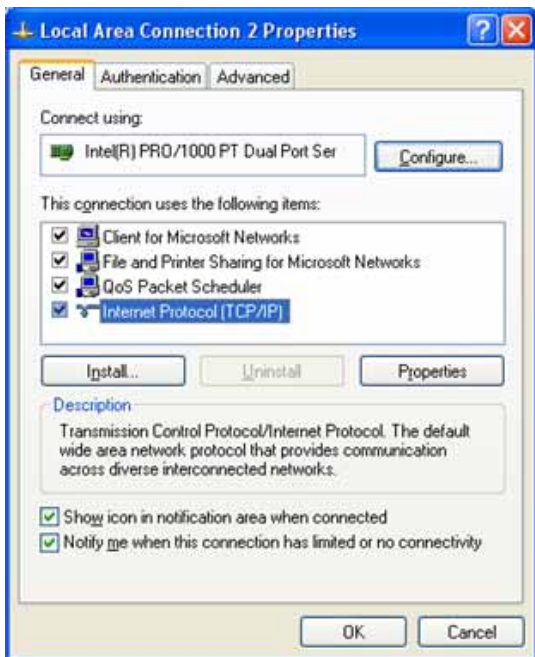 Local Area Connection 2 Properties
General Authentication Advanced
Connect using:
Intel(R) PRO/1000 PT Dual Port Ser
Configure...
This connection uses the following items:
Client for Microsoft Networks
File and Printer Sharing for Microsoft Networks
QoS Packet Scheduler
Internet Protocol (TCP/IP)
Install... Uninstall Properties
Description
Transmission Control Protocol/Internet Protocol. The default
wide area network protocol that provides communication
across diverse interconnected networks.
Show icon in notification area when connected
Notify me when this connection has limited or no connectivity
OK Cancel